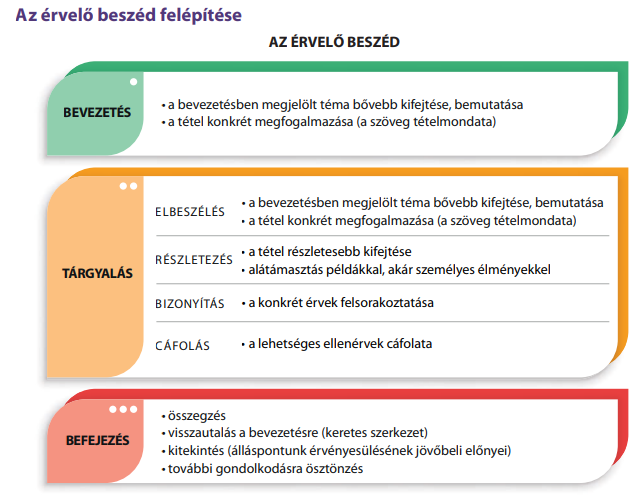 Az érvelő beszéd felépítése
AZ ÉRVELŐ BESZÉD
BEVEZETÉS
• a bevezetésben megjelölt téma bővebb kifejtése, bemutatása
• a tétel konkrét megfogalmazása (a szöveg tételmondata)
TÁRGYALÁS
ELBESZÉLÉS
• a bevezetésben megjelölt téma bővebb kifejtése, bemutatása
• a tétel konkrét megfogalmazása (a szöveg tételmondata)
RÉSZLETEZÉS
• a tétel részletesebb kifejtése
• alátámasztás példákkal, akár személyes élményekkel
BIZONYÍTÁS
• a konkrét érvek felsorakoztatása
CÁFOLÁS
• a lehetséges ellenérvek cáfolata
BEFEJEZÉS
• összegzés
• visszautalás a bevezetésre (keretes szerkezet)
• kitekintés (álláspontunk érvényesülésének jövőbeli előnyei)
• további gondolkodásra ösztönzés